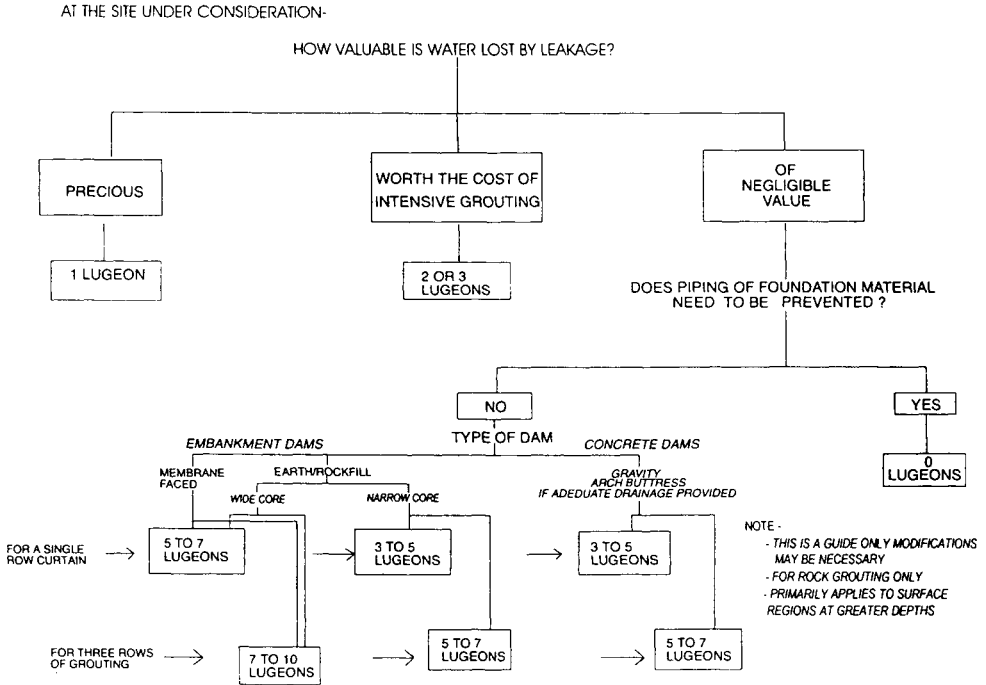 AT THE SITE UNDER CONSIDERATION-
HOW VALUABLE IS WATER LOST BY LEAKAGE?
PRECIOUS
WORTH THE COST OF
INTENSIVE GROUTING
OF
NEGLIGIBLE
VALUE
1 LUGEON
2 OR 3
LUGEONS
DOES PIPING OF FOUNDATION MATERIAL
NEED TO BE PREVENTED ?
NO
YES
TYPE OF DAM
0
LUGEONS
EMBANKMENT DAMS
CONCRETE DAMS
MEMBRANE
FACED
EARTH/ROCKFILL
WIDE CORE
NARROW CORE
GRAVITY
ARCH BUTTRESS
IF ADEDUATE DRAINAGE PROVIDED
FOR A SINGLE
ROW CURTAIN
5 TO 7
LUGEONS
3 TO 5
LUGEONS
3 TO 5
LUGEONS
NOTE -
- THIS IS A GUIDE ONLY MODIFICATIONS
MAY BE NECESSARY
- FOR ROCK GROUTING ONLY
- PRIMARILY APPLIES TO SURFACE
REGIONS AT GREATER DEPTHS
FOR THREE ROWS
OF GROUTING
7 TO 10
LUGEONS
5 TO 7
LUGEONS
5 TO 7
LUGEONS